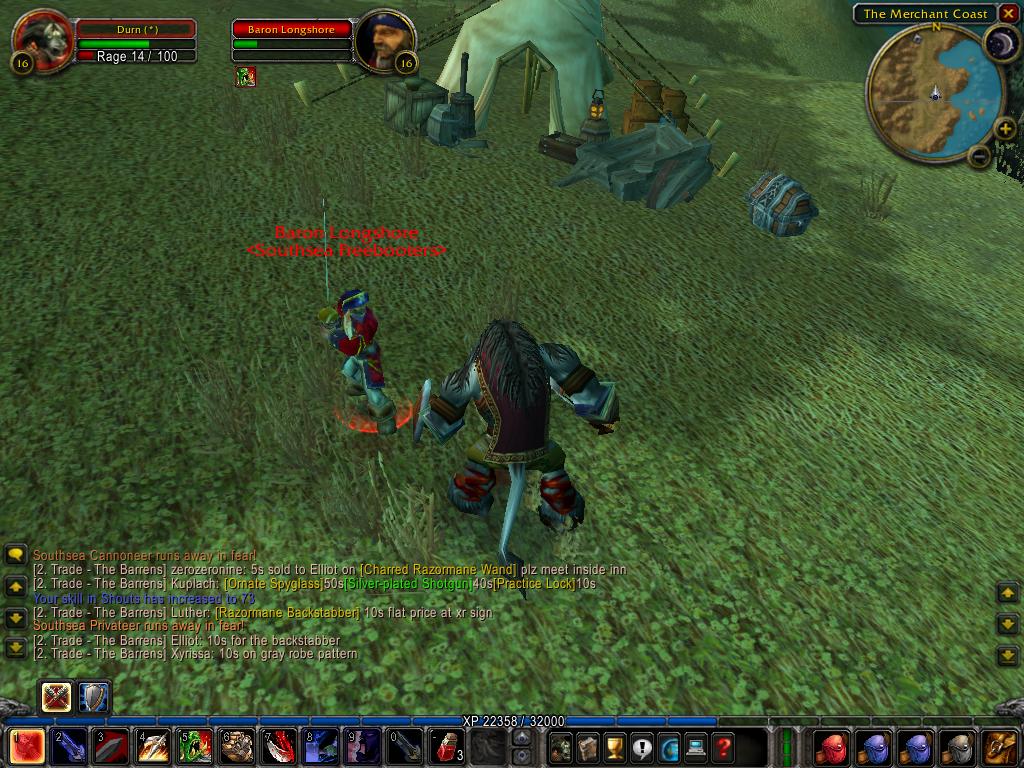 Durn (*)
Rage 14 / 100
16
Baron Longshore
16
The Merchant Coast
N
Baron Longshore
<Southsea Freebooters>
Southsea Cannoneer runs away in fear!
[2. Trade - The Barrens] zerozeronine: 5s sold to Elliot on [Charred Razormane Wand] plz meet inside inn
[2. Trade - The Barrens] Kuplach: [Ornate Spyglass]50s[Silver-plated Shotgun]40s[Practice Lock]10s
Your skill in Shouts has increased to 73
[2. Trade - The Barrens] Luther: [Razormane Backstabber] 10s flat price at xr sign
Southsea Privateer runs away in fear!
[2. Trade - The Barrens] Elliot: 10s for the backstabber
[2. Trade - The Barrens] Xyrissa: 10s on gray robe pattern
XP 22358 / 32000
1 2 3 4 5 6 7 8 9 0 - 3